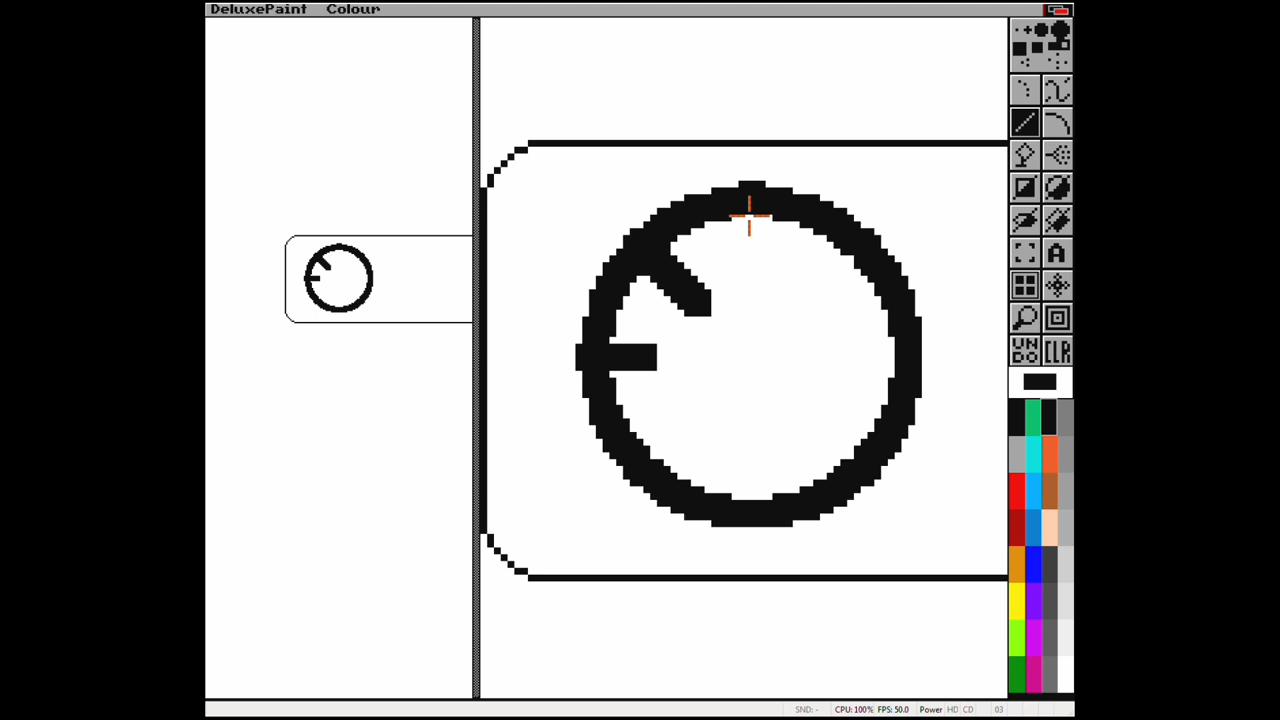 DeluxePaint Colour
A
UN
DO
CLR
SND: - CPU: 100% FPS: 50.0 Power HD CD 03